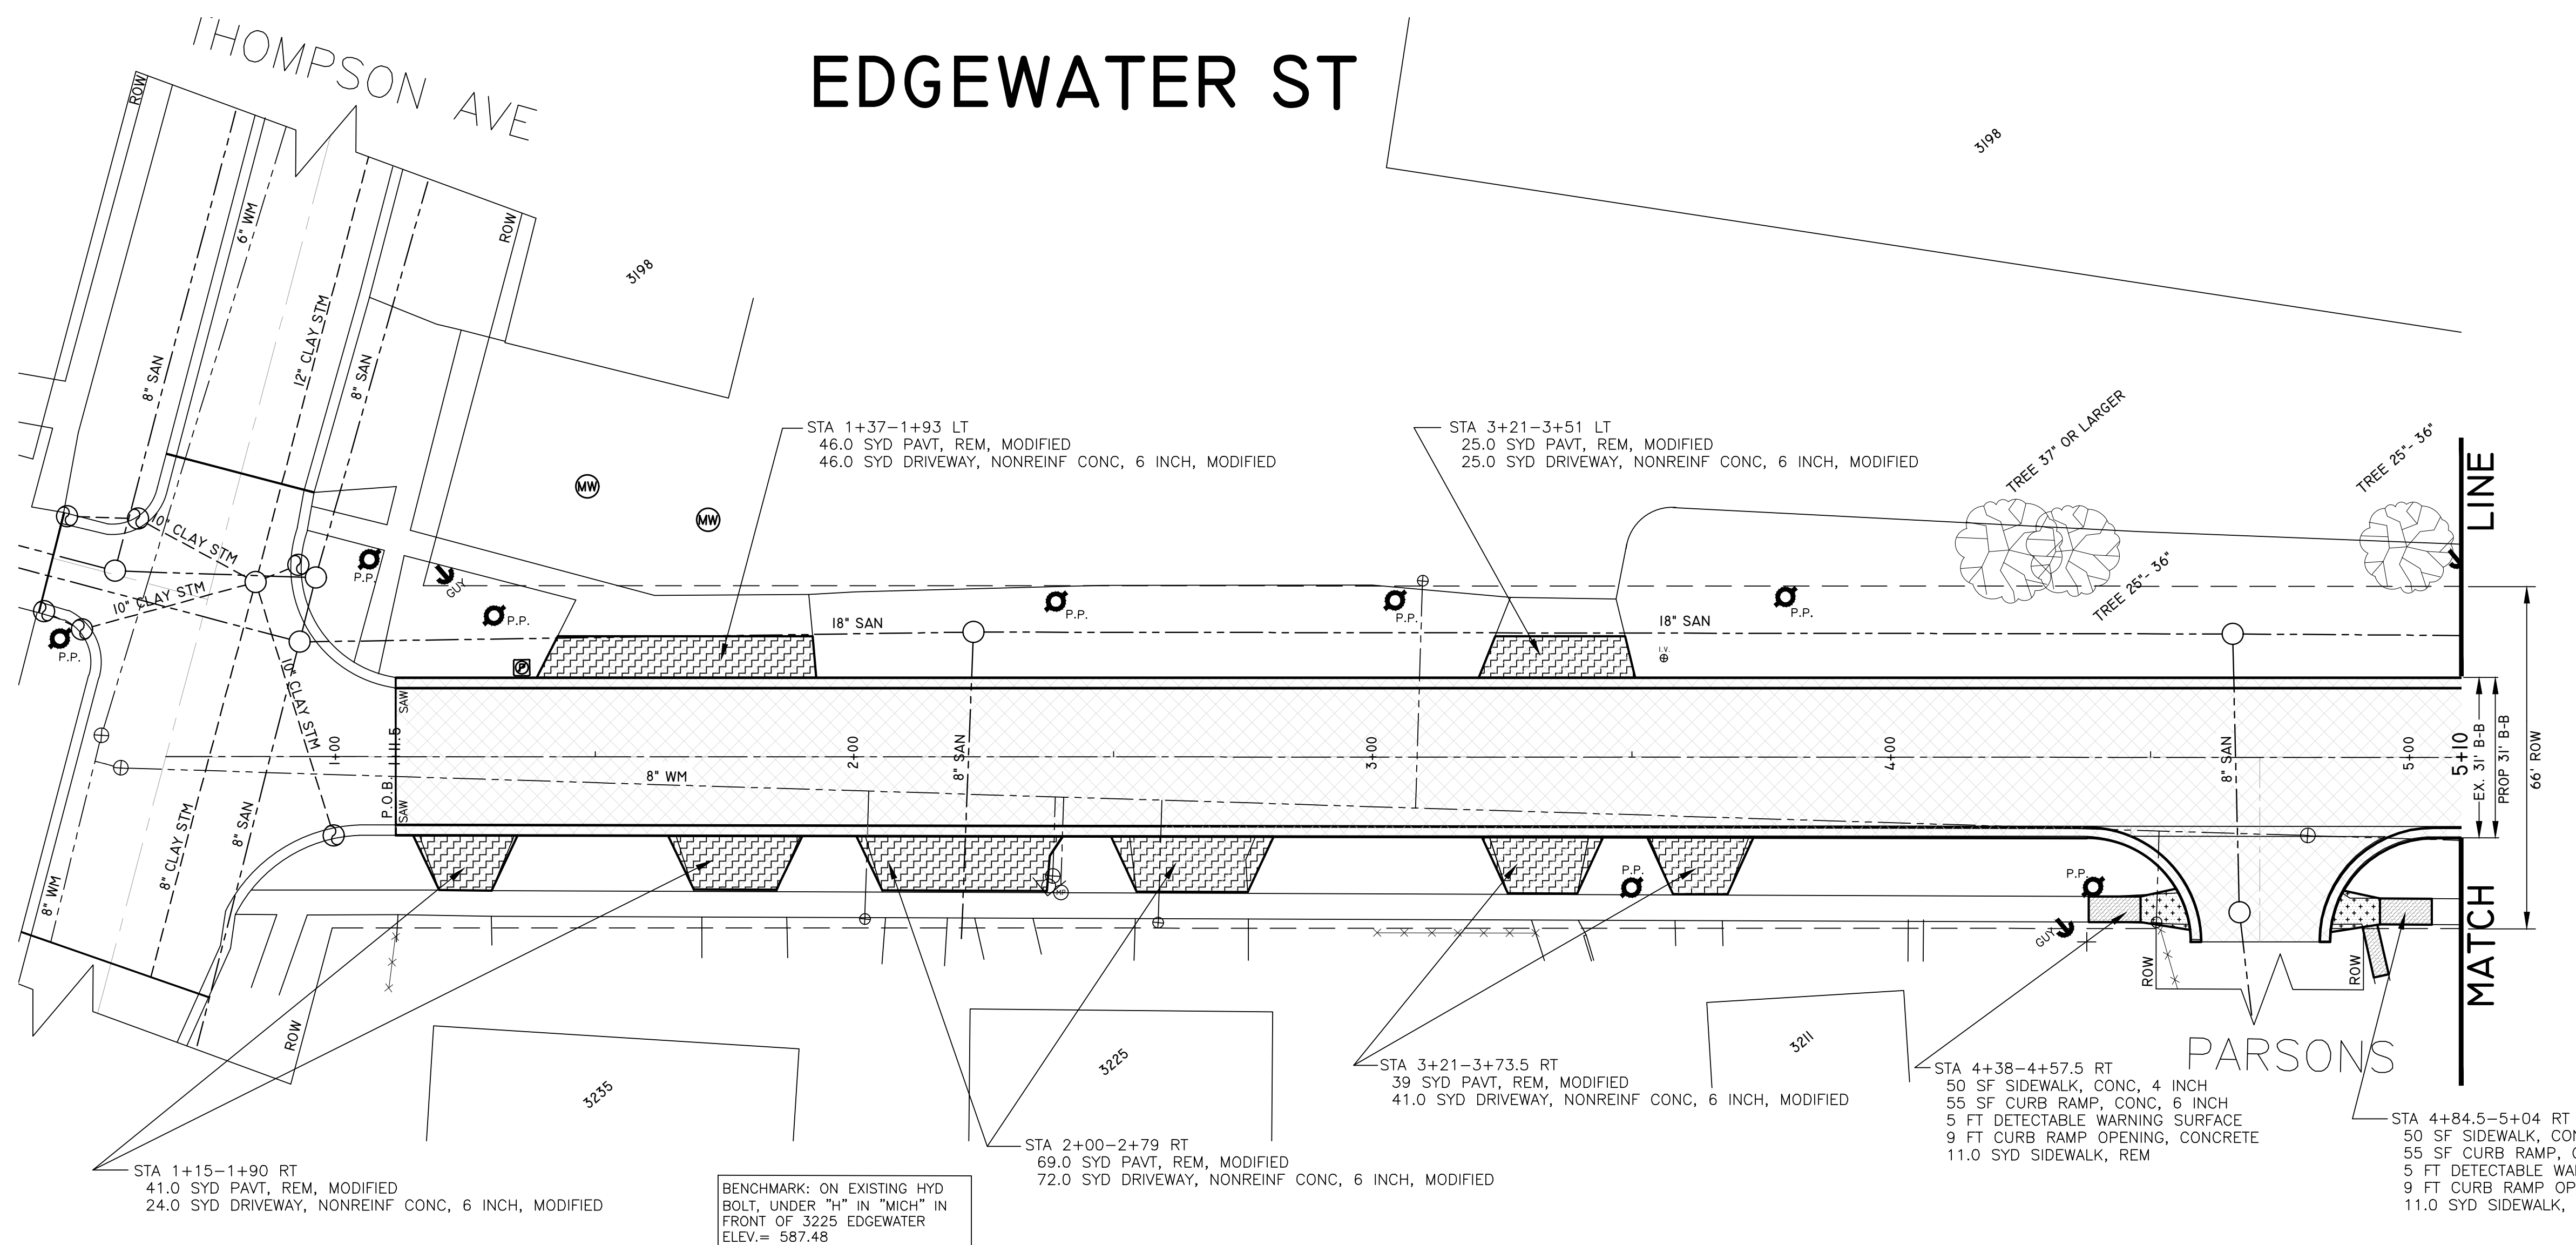 THOMPSON AVE
EDGEWATER ST
ROW
ROW
6" WM
8" SAN
12" CLAY STM
8" SAN
3198
3198
STA 1+37-1+93 LT
46.0 SYD PAVT, REM, MODIFIED
46.0 SYD DRIVEWAY, NONREINF CONC, 6 INCH, MODIFIED
STA 3+21-3+51 LT
25.0 SYD PAVT, REM, MODIFIED
25.0 SYD DRIVEWAY, NONREINF CONC, 6 INCH, MODIFIED
TREE 37" OR LARGER
TREE 25"- 36"
TREE 25"- 36"
LINE
MW
MW
10" CLAY STM
10" CLAY STM
10" CLAY STM
P.P.
GUY
P.P.
P.P.
P.P.
P.P.
P.P.
P
18" SAN
18" SAN
I.V.
SAW
SAW
P.O.B. 1+11.5
1+00
2+00
3+00
4+00
5+00
5+10
8" WM
8" SAN
8" SAN
EX. 31' B-B
PROP 31' B-B
66' ROW
8" CLAY STM
8" SAN
8" WM
MP
P.P.
P.P.
GUY
ROW
ROW
ROW
MATCH
PARSONS
3235
3225
3211
STA 1+15-1+90 RT
41.0 SYD PAVT, REM, MODIFIED
24.0 SYD DRIVEWAY, NONREINF CONC, 6 INCH, MODIFIED
BENCHMARK: ON EXISTING HYD
BOLT, UNDER "H" IN "MICH" IN
FRONT OF 3225 EDGEWATER
ELEV.= 587.48
STA 2+00-2+79 RT
69.0 SYD PAVT, REM, MODIFIED
72.0 SYD DRIVEWAY, NONREINF CONC, 6 INCH, MODIFIED
STA 3+21-3+73.5 RT
39 SYD PAVT, REM, MODIFIED
41.0 SYD DRIVEWAY, NONREINF CONC, 6 INCH, MODIFIED
STA 4+38-4+57.5 RT
50 SF SIDEWALK, CONC, 4 INCH
55 SF CURB RAMP, CONC, 6 INCH
5 FT DETECTABLE WARNING SURFACE
9 FT CURB RAMP OPENING, CONCRETE
11.0 SYD SIDEWALK, REM
STA 4+84.5-5+04 RT
50 SF SIDEWALK,
55 SF CURB RAMP,
5 FT DETECTABLE
9 FT CURB RAMP
11.0 SYD SIDEWALK,